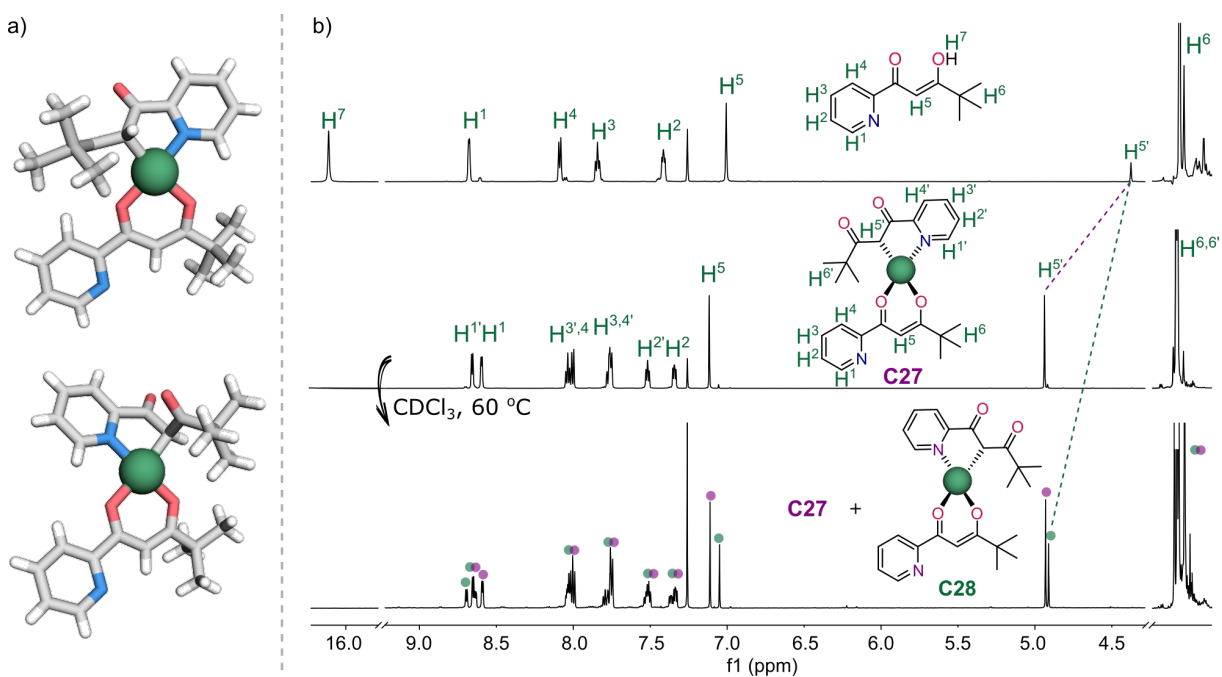 a)
b)
H⁷
H¹
H⁴
H³
H²
H⁵
H⁵'
H⁶
O
H⁷
OH
H⁴
H³
H²
N
H¹
H⁵
H⁶
H¹' H¹
H³',⁴
H³,⁴'
H²'
H²
H⁵
H⁵'
H⁶,⁶'
O
O
H⁴'
H³'
H²'
H⁵'
N
H¹'
H⁶'
O
O
H⁴
H³
H²
N
H¹
H⁵
H⁶
C27
CDCl₃, 60 °C
C27 +
O
O
N
O
O
N
C28
16.0 9.0 8.5 8.0 7.5 7.0 6.0 5.5 5.0 4.5
f1 (ppm)